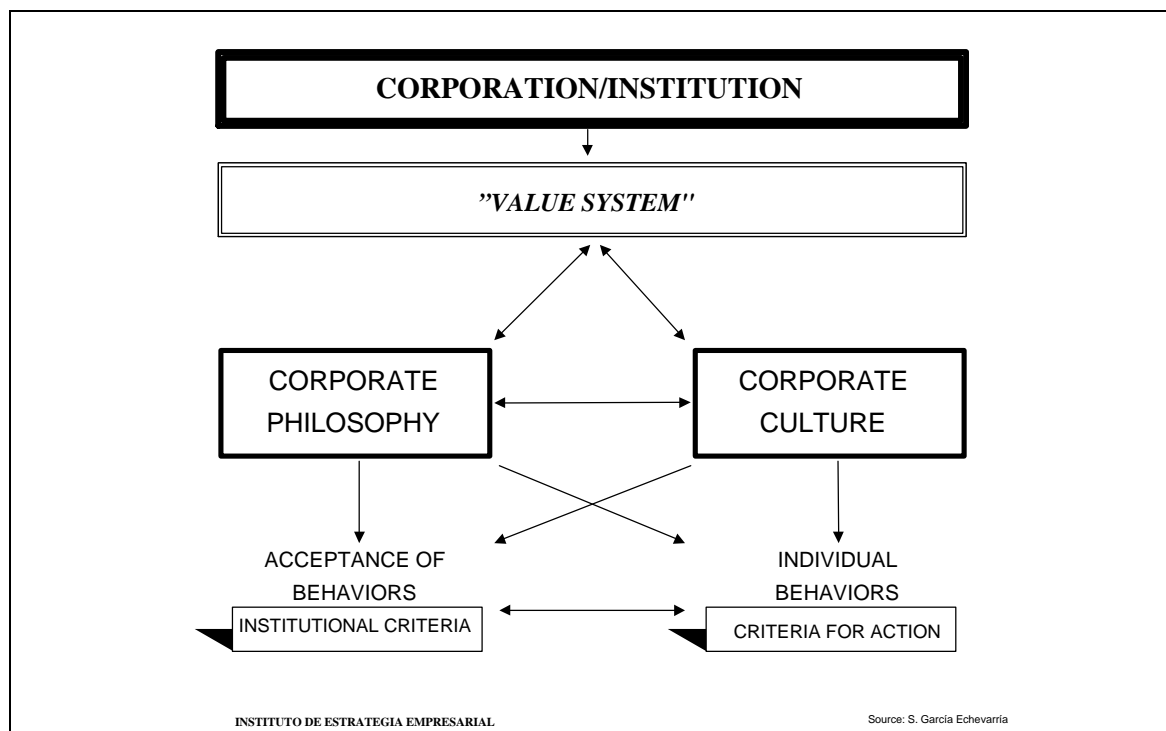 CORPORATION/INSTITUTION
”VALUE SYSTEM"
CORPORATE
PHILOSOPHY
CORPORATE
CULTURE
ACCEPTANCE OF
BEHAVIORS
INSTITUTIONAL CRITERIA
INDIVIDUAL
BEHAVIORS
CRITERIA FOR ACTION
INSTITUTO DE ESTRATEGIA EMPRESARIAL
Source: S. García Echevarría